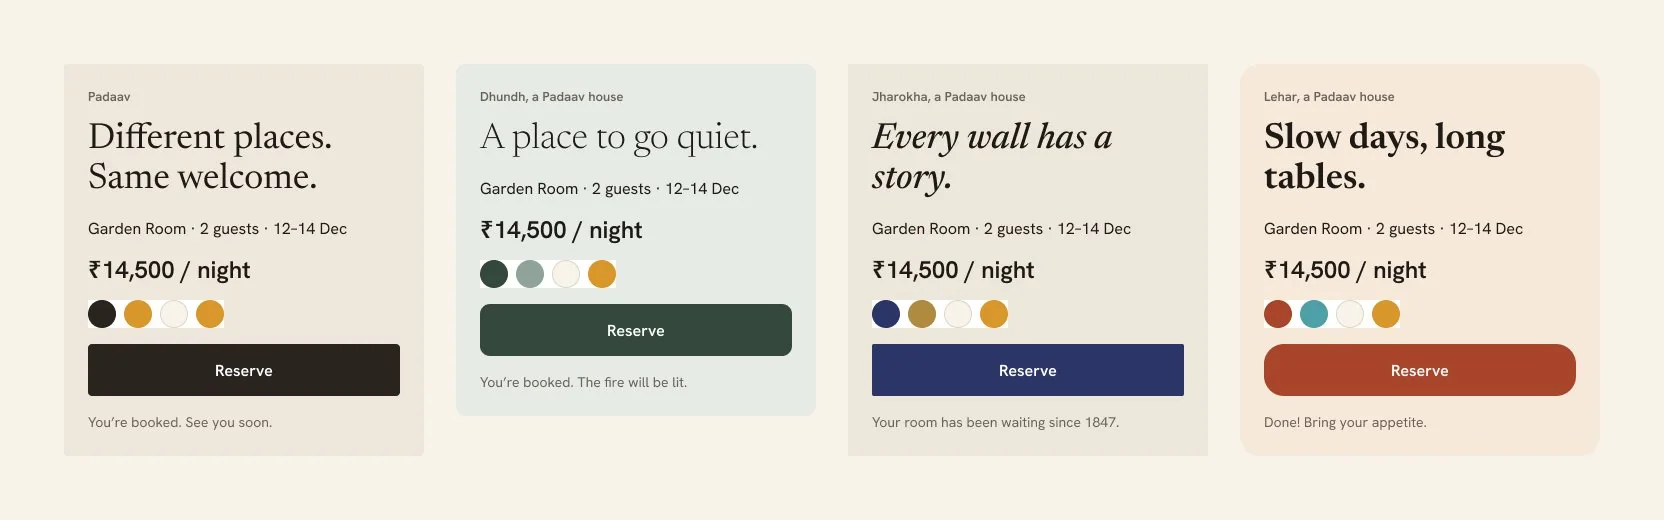 Padaav
Different places.
Same welcome.
Garden Room · 2 guests · 12–14 Dec
₹14,500 / night
Reserve
You’re booked. See you soon.
Dhundh, a Padaav house
A place to go quiet.
Garden Room · 2 guests · 12–14 Dec
₹14,500 / night
Reserve
You’re booked. The fire will be lit.
Jharokha, a Padaav house
Every wall has a
story.
Garden Room · 2 guests · 12–14 Dec
₹14,500 / night
Reserve
Your room has been waiting since 1847.
Lehar, a Padaav house
Slow days, long
tables.
Garden Room · 2 guests · 12–14 Dec
₹14,500 / night
Reserve
Done! Bring your appetite.